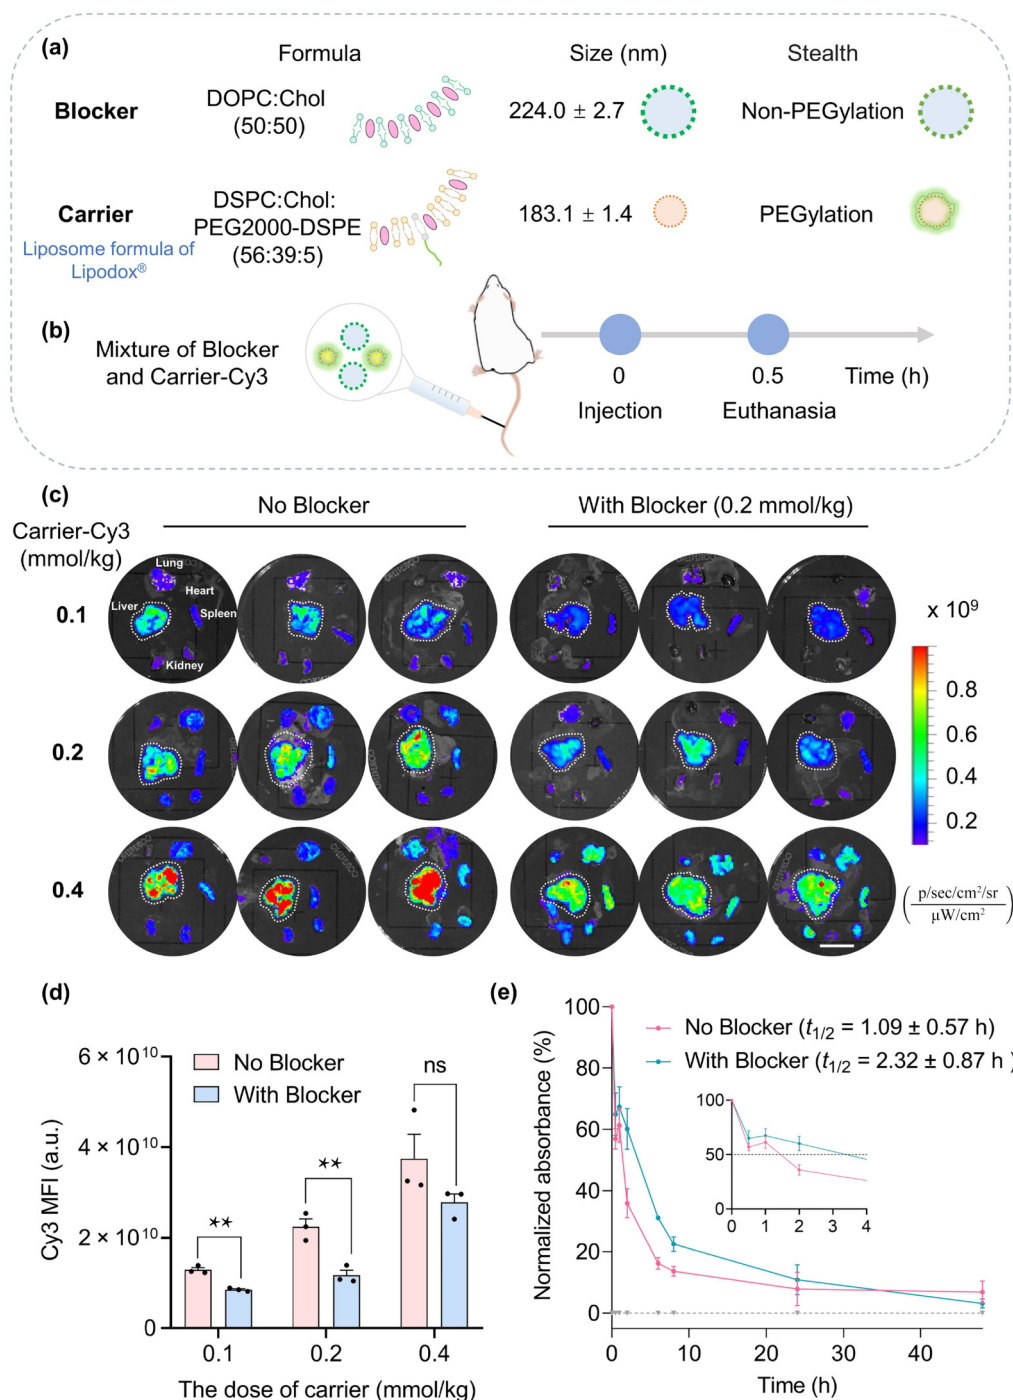 (a)
Formula
Size (nm)
Stealth
Blocker
DOPC:Chol
(50:50)
224.0 ± 2.7
Non-PEGylation
Carrier
Liposome formula of
Lipodox®
DSPC:Chol:
PEG2000-DSPE
(56:39:5)
183.1 ± 1.4
PEGylation
(b)
Mixture of Blocker
and Carrier-Cy3
0
0.5
Time (h)
Injection
Euthanasia
(c)
No Blocker
With Blocker (0.2 mmol/kg)
Carrier-Cy3
(mmol/kg)
Lung
Heart
Liver
Spleen
Kidney
0.1
0.2
0.4
x 10⁹
0.8
0.6
0.4
0.2
(p/sec/cm²/sr
μW/cm²)
(d)
6 × 10¹⁰
4 × 10¹⁰
2 × 10¹⁰
0
Cy3 MFI (a.u.)
No Blocker
With Blocker
**
**
ns
0.1
0.2
0.4
The dose of carrier (mmol/kg)
(e)
Normalized absorbance (%)
100
80
60
40
20
0
No Blocker (t1/2 = 1.09 ± 0.57 h)
With Blocker (t1/2 = 2.32 ± 0.87 h )
100
50
0
0 1 2 3 4
0 10 20 30 40
Time (h)